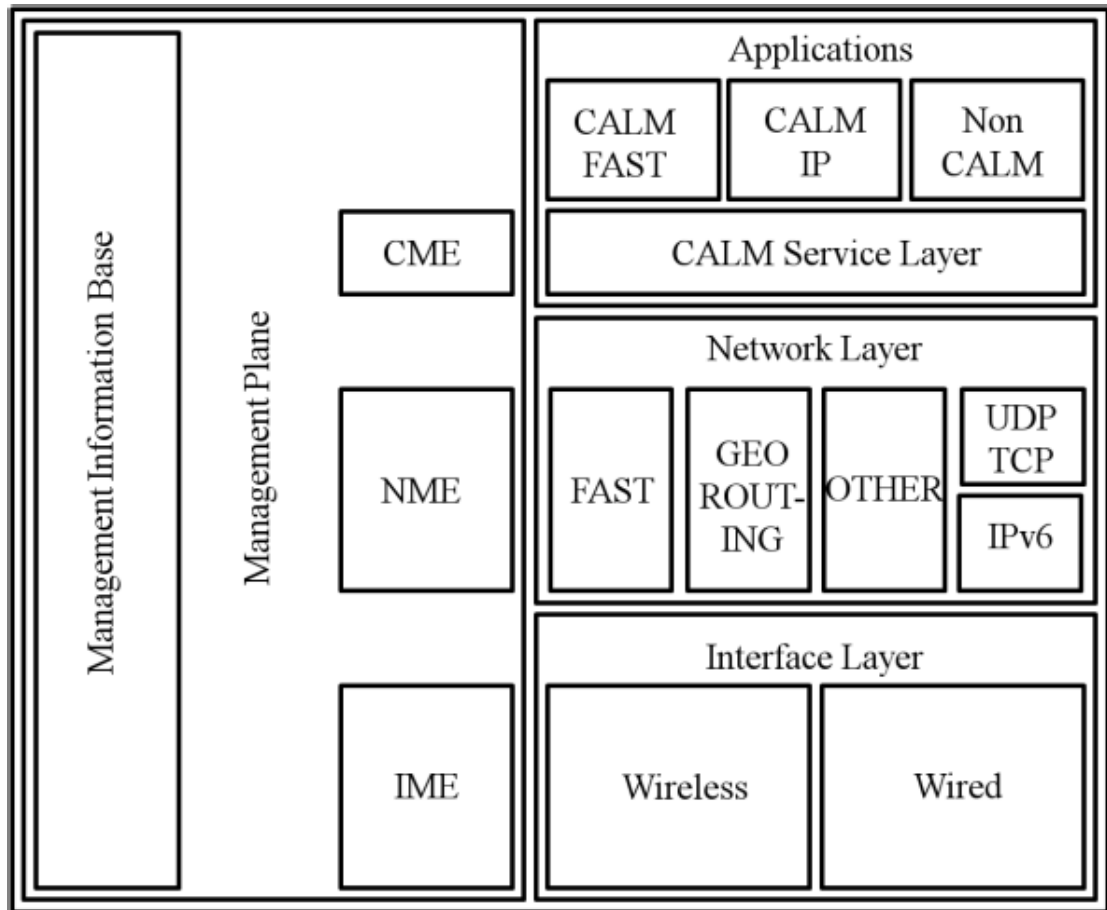 Management Information Base
Management Plane
CME
NME
IME
Applications
CALM
FAST
CALM
IP
Non
CALM
CALM Service Layer
Network Layer
FAST
GEO
ROUT-
ING
OTHER
UDP
TCP
IPv6
Interface Layer
Wireless
Wired